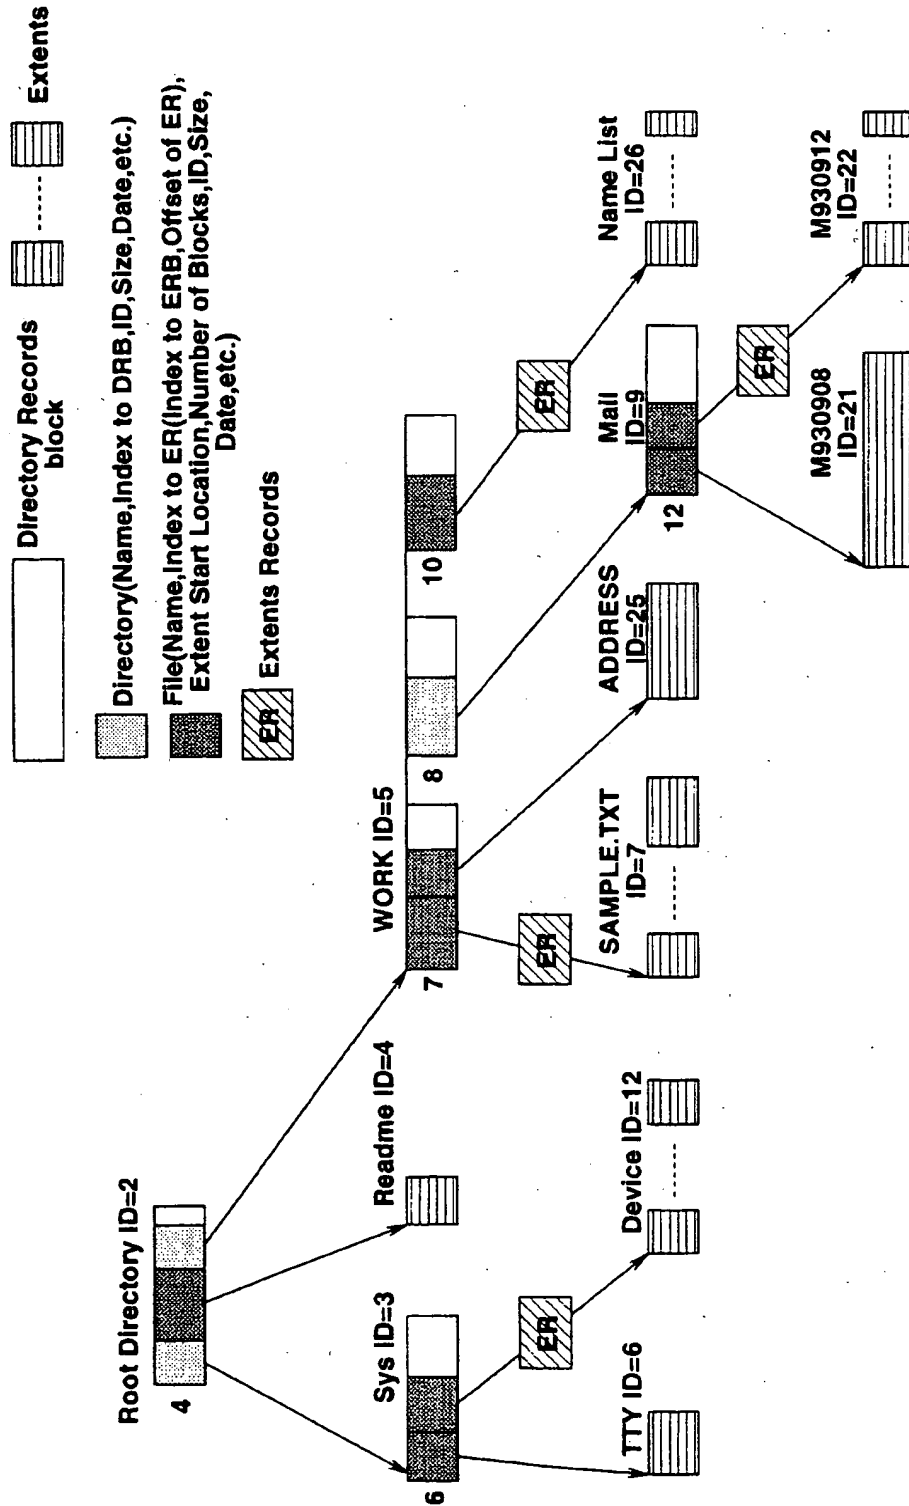 Directory Records
block
Extents
Directory(Name,Index to DRB,ID,Size,Date,etc.)
File(Name,Index to ER(Index to ERB,Offset of ER),
Extent Start Location,Number of Blocks,ID,Size,
Date,etc.)
ER
Extents Records
Root Directory ID=2
4
Sys ID=3
6
Readme ID=4
WORK ID=5
7
8
10
ER
ER
ER
TTY ID=6
Device ID=12
SAMPLE.TXT
ID=7
ADDRESS
ID=25
Mail
ID=9
12
Name List
ID=26
ER
M930908
ID=21
M930912
ID=22